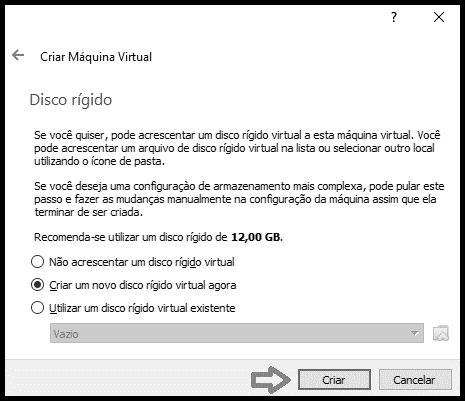 ?
Criar Máquina Virtual
Disco rígido
Se você quiser, pode acrescentar um disco rígido virtual a esta máquina virtual. Você
pode acrescentar um arquivo de disco rígido virtual na lista ou selecionar outro local
utilizando o ícone de pasta.
Se você deseja uma configuraçào de armazenamento mais complexa, pode pular este
passo e fazer as mudanças manualmente na configuração da máquina assim que ela
terminar de ser criada.
Recomenda-se utilizar um disco rígido de 12,00 GB.
Não acrescentar um disco rígido virtual
Criar um novo disco rígido virtual agora
Utilizar um disco rígido virtual existente
Vazio
Criar Cancelar